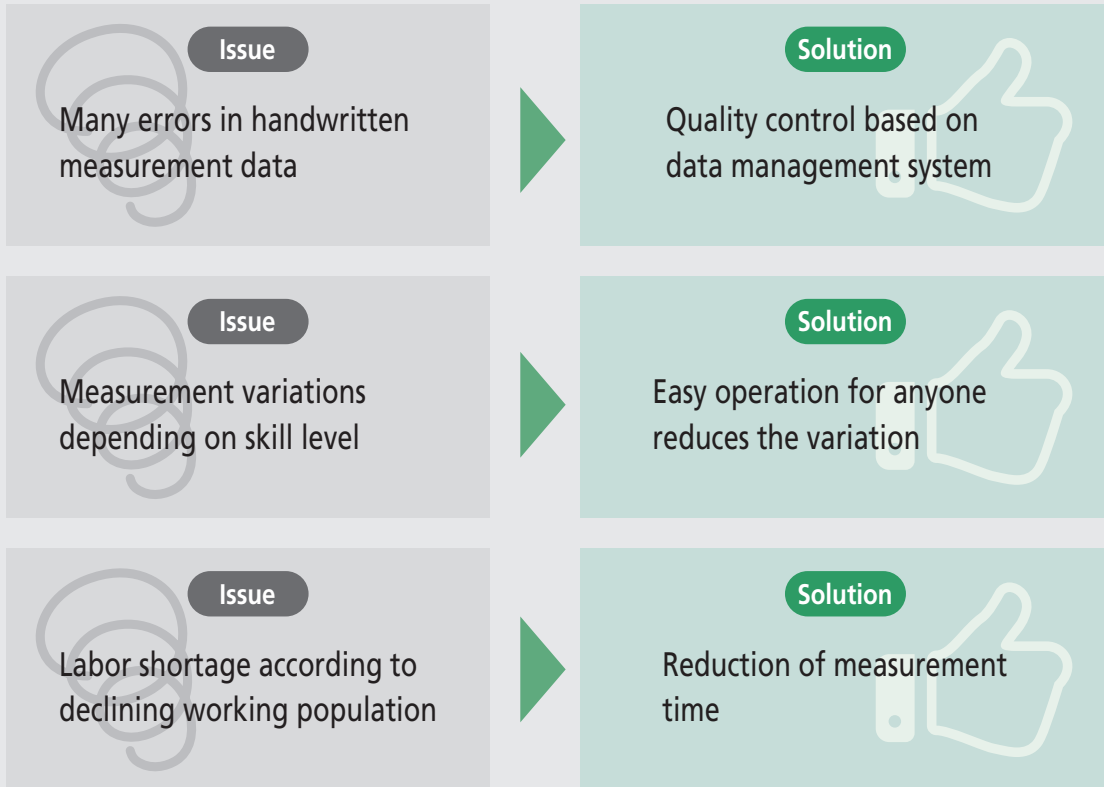 Issue
Many errors in handwritten
measurement data
Solution
Quality control based on
data management system
Issue
Measurement variations
depending on skill level
Solution
Easy operation for anyone
reduces the variation
Issue
Labor shortage according to
declining working population
Solution
Reduction of measurement
time